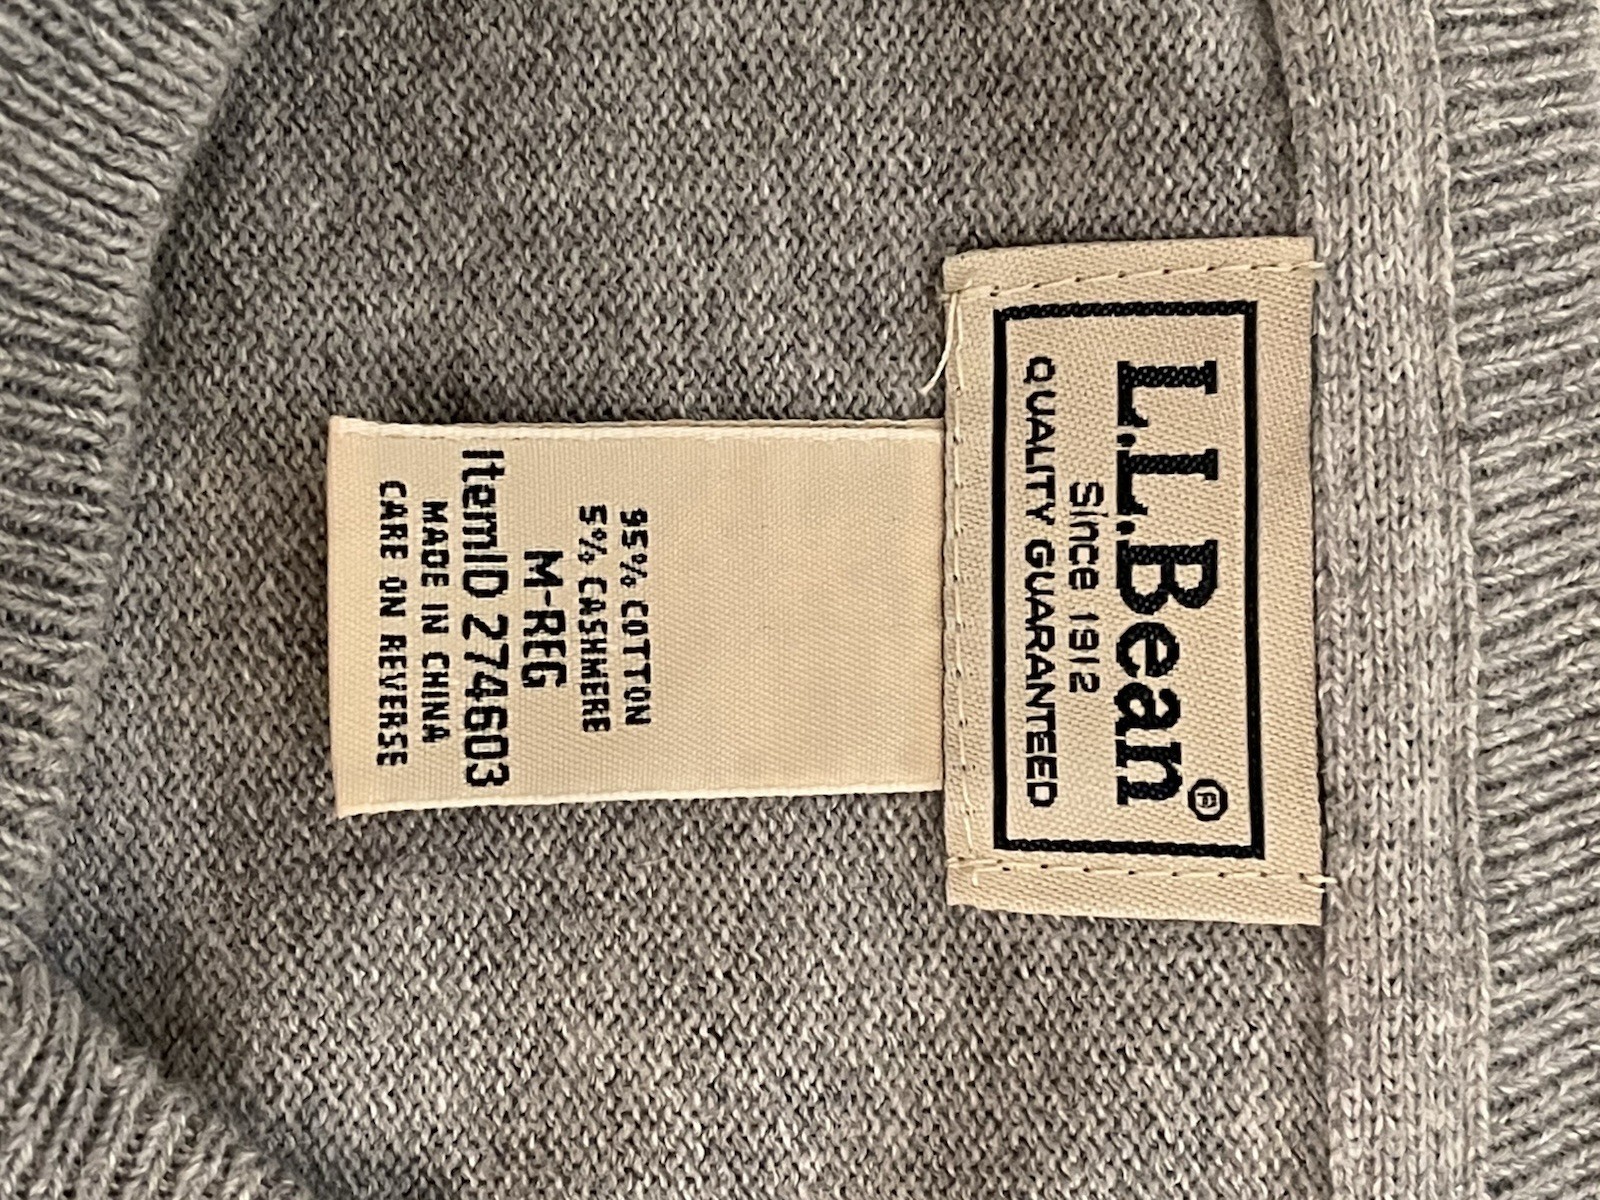 L.L.Bean®
Since 1912
QUALITY GUARANTEED
95% COTTON
5% CASHMERE
M-REG
ItemID 274603
MADE IN CHINA
CARE ON REVERSE